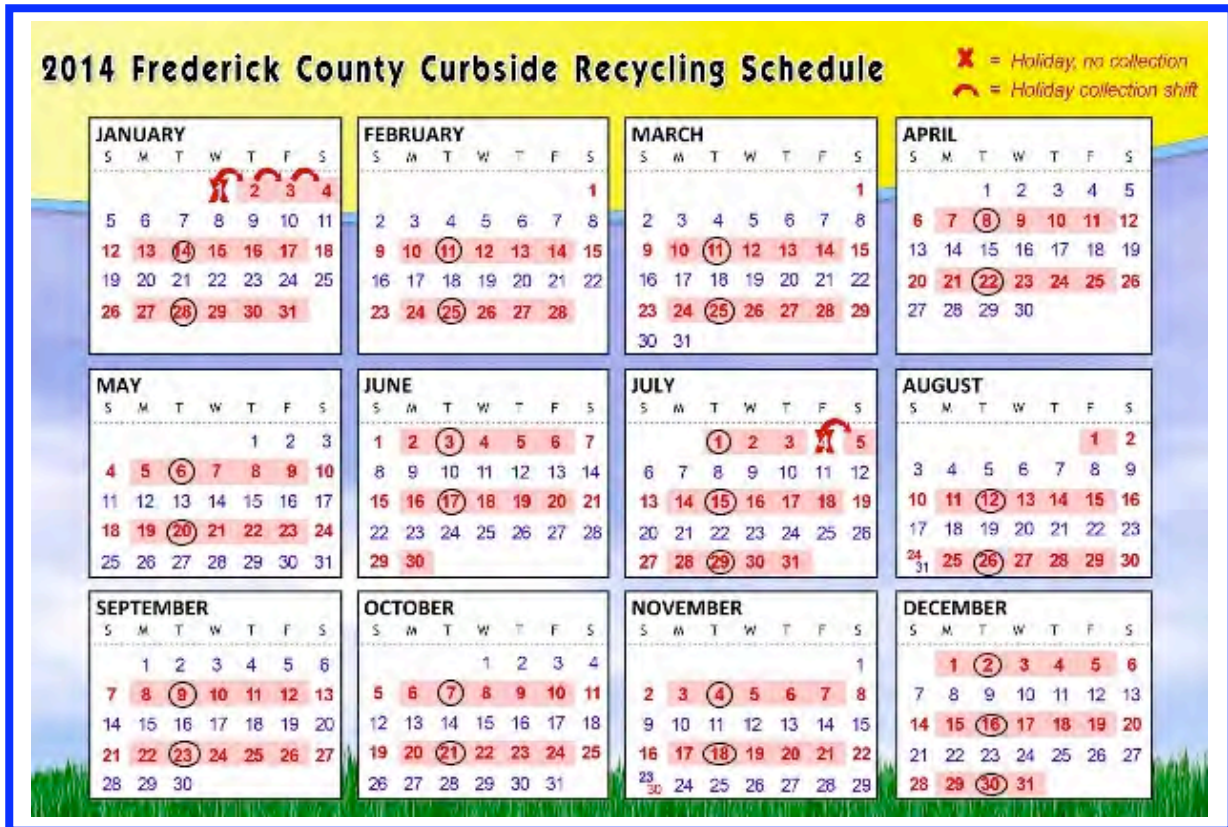 2014 Frederick County Curbside Recycling Schedule
X = Holiday, no collection
= Holiday collection shift
JANUARY
S M T W T F S
1 2 3 4
5 6 7 8 9 10 11
12 13 14 15 16 17 18
19 20 21 22 23 24 25
26 27 28 29 30 31
FEBRUARY
S M T W T F S
1
2 3 4 5 6 7 8
9 10 11 12 13 14 15
16 17 18 19 20 21 22
23 24 25 26 27 28
MARCH
S M T W T F S
1
2 3 4 5 6 7 8
9 10 11 12 13 14 15
16 17 18 19 20 21 22
23 24 25 26 27 28 29
30 31
APRIL
S M T W T F S
1 2 3 4 5
6 7 8 9 10 11 12
13 14 15 16 17 18 19
20 21 22 23 24 25 26
27 28 29 30
MAY
S M T W T F S
1 2 3
4 5 6 7 8 9 10
11 12 13 14 15 16 17
18 19 20 21 22 23 24
25 26 27 28 29 30 31
JUNE
S M T W T F S
1 2 3 4 5 6 7
8 9 10 11 12 13 14
15 16 17 18 19 20 21
22 23 24 25 26 27 28
29 30
JULY
S M T W T F S
1 2 3 4 5
6 7 8 9 10 11 12
13 14 15 16 17 18 19
20 21 22 23 24 25 26
27 28 29 30 31
AUGUST
S M T W T F S
1 2
3 4 5 6 7 8 9
10 11 12 13 14 15 16
17 18 19 20 21 22 23
24 31 25 26 27 28 29 30
SEPTEMBER
S M T W T F S
1 2 3 4 5 6
7 8 9 10 11 12 13
14 15 16 17 18 19 20
21 22 23 24 25 26 27
28 29 30
OCTOBER
S M T W T F S
1 2 3 4
5 6 7 8 9 10 11
12 13 14 15 16 17 18
19 20 21 22 23 24 25
26 27 28 29 30 31
NOVEMBER
S M T W T F S
1
2 3 4 5 6 7 8
9 10 11 12 13 14 15
16 17 18 19 20 21 22
23 30 24 25 26 27 28 29
DECEMBER
S M T W T F S
1 2 3 4 5 6
7 8 9 10 11 12 13
14 15 16 17 18 19 20
21 22 23 24 25 26 27
28 29 30 31